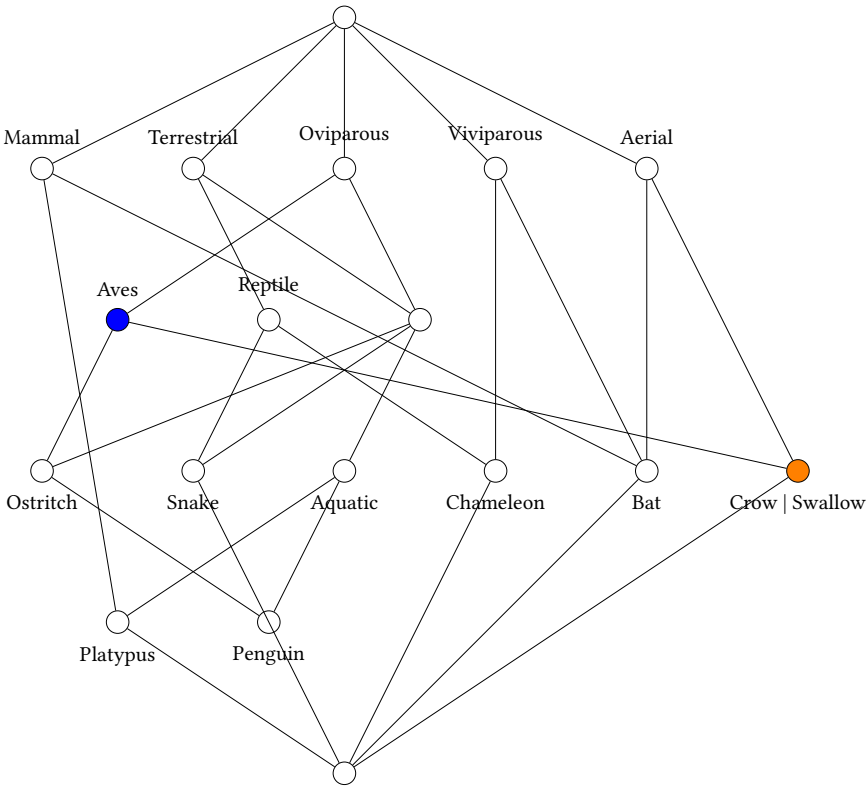 Mammal
Terrestrial
Oviparous
Viviparous
Aerial
Aves
Reptile
Ostritch
Snake
Aquatic
Chameleon
Bat
Crow | Swallow
Platypus
Penguin